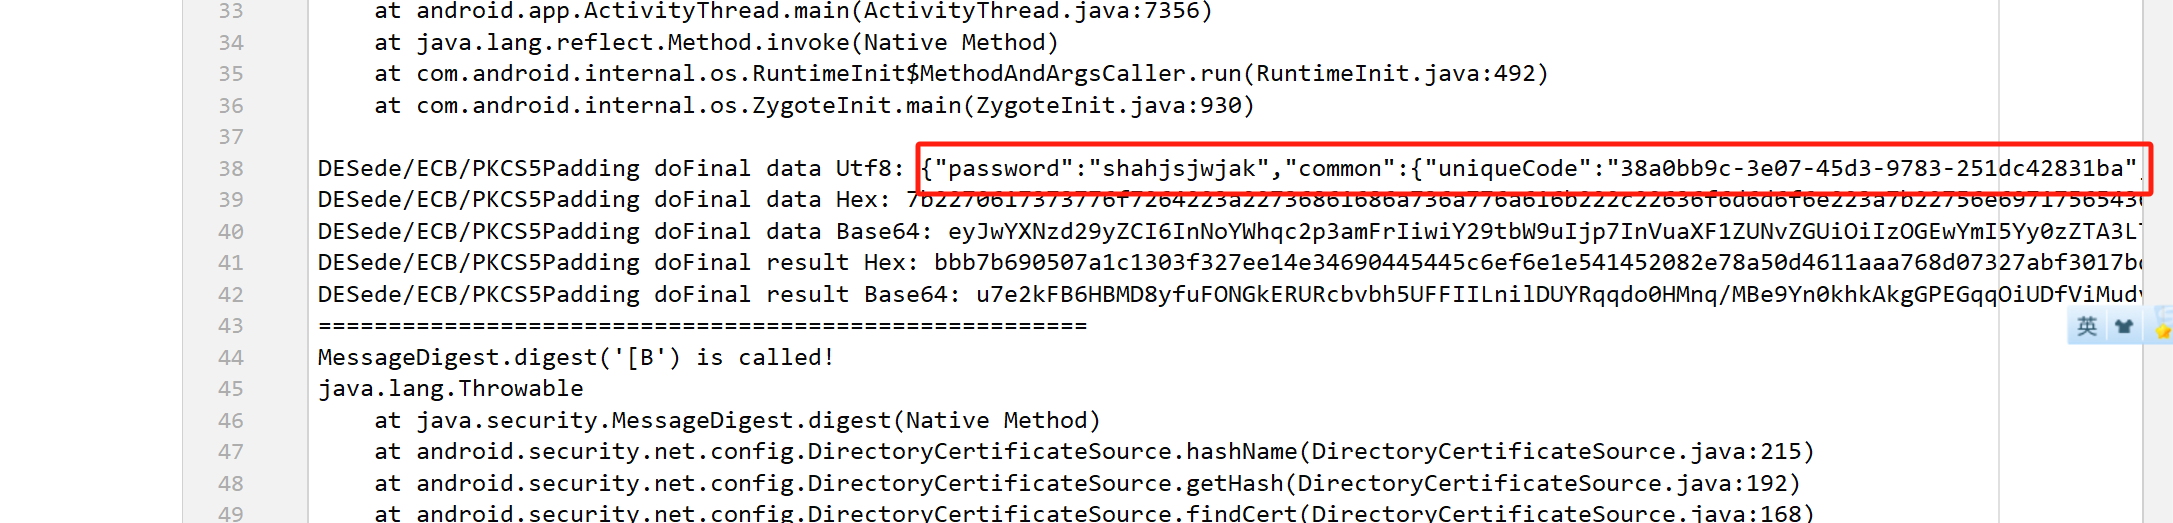 33 at android.app.ActivityThread.main(ActivityThread.java:7356)
34 at java.lang.reflect.Method.invoke(Native Method)
35 at com.android.internal.os.RuntimeInit$MethodAndArgsCaller.run(RuntimeInit.java:492)
36 at com.android.internal.os.ZygoteInit.main(ZygoteInit.java:930)
37
38 DESede/ECB/PKCS5Padding doFinal data Utf8: {"password":"shahjsjwjak","common":{"uniqueCode":"38a0bb9c-3e07-45d3-9783-251dc42831ba"
39 DESede/ECB/PKCS5Padding doFinal data Hex: 7b2270617373776f7264223a22736861686a736a776a616b222c22636f6d6d6f6e223a7b22756e697175654
40 DESede/ECB/PKCS5Padding doFinal data Base64: eyJwYXNzd29yZCI6InNoYWhqc2p3amFrIiwiY29tbW9uIjp7InVuaXF1ZUNvZGUiOiIzOGEwYmI5Yy0zZTA3L
41 DESede/ECB/PKCS5Padding doFinal result Hex: bbb7b690507a1c1303f327ee14e34690445445c6ef6e1e541452082e78a50d4611aaa768d07327abf3017b
42 DESede/ECB/PKCS5Padding doFinal result Base64: u7e2kFB6HBMD8yfuFONGkERURcbvbh5UFFIILnilDUYRqqdo0HMnq/MBe9Yn0khkAkgGPEGqqOiUDfViMud
43 ======================================================
英
44 MessageDigest.digest('[B') is called!
45 java.lang.Throwable
46 at java.security.MessageDigest.digest(Native Method)
47 at android.security.net.config.DirectoryCertificateSource.hashName(DirectoryCertificateSource.java:215)
48 at android.security.net.config.DirectoryCertificateSource.getHash(DirectoryCertificateSource.java:192)
49 at android.security.net.config.DirectoryCertificateSource.findCert(DirectoryCertificateSource.java:168)